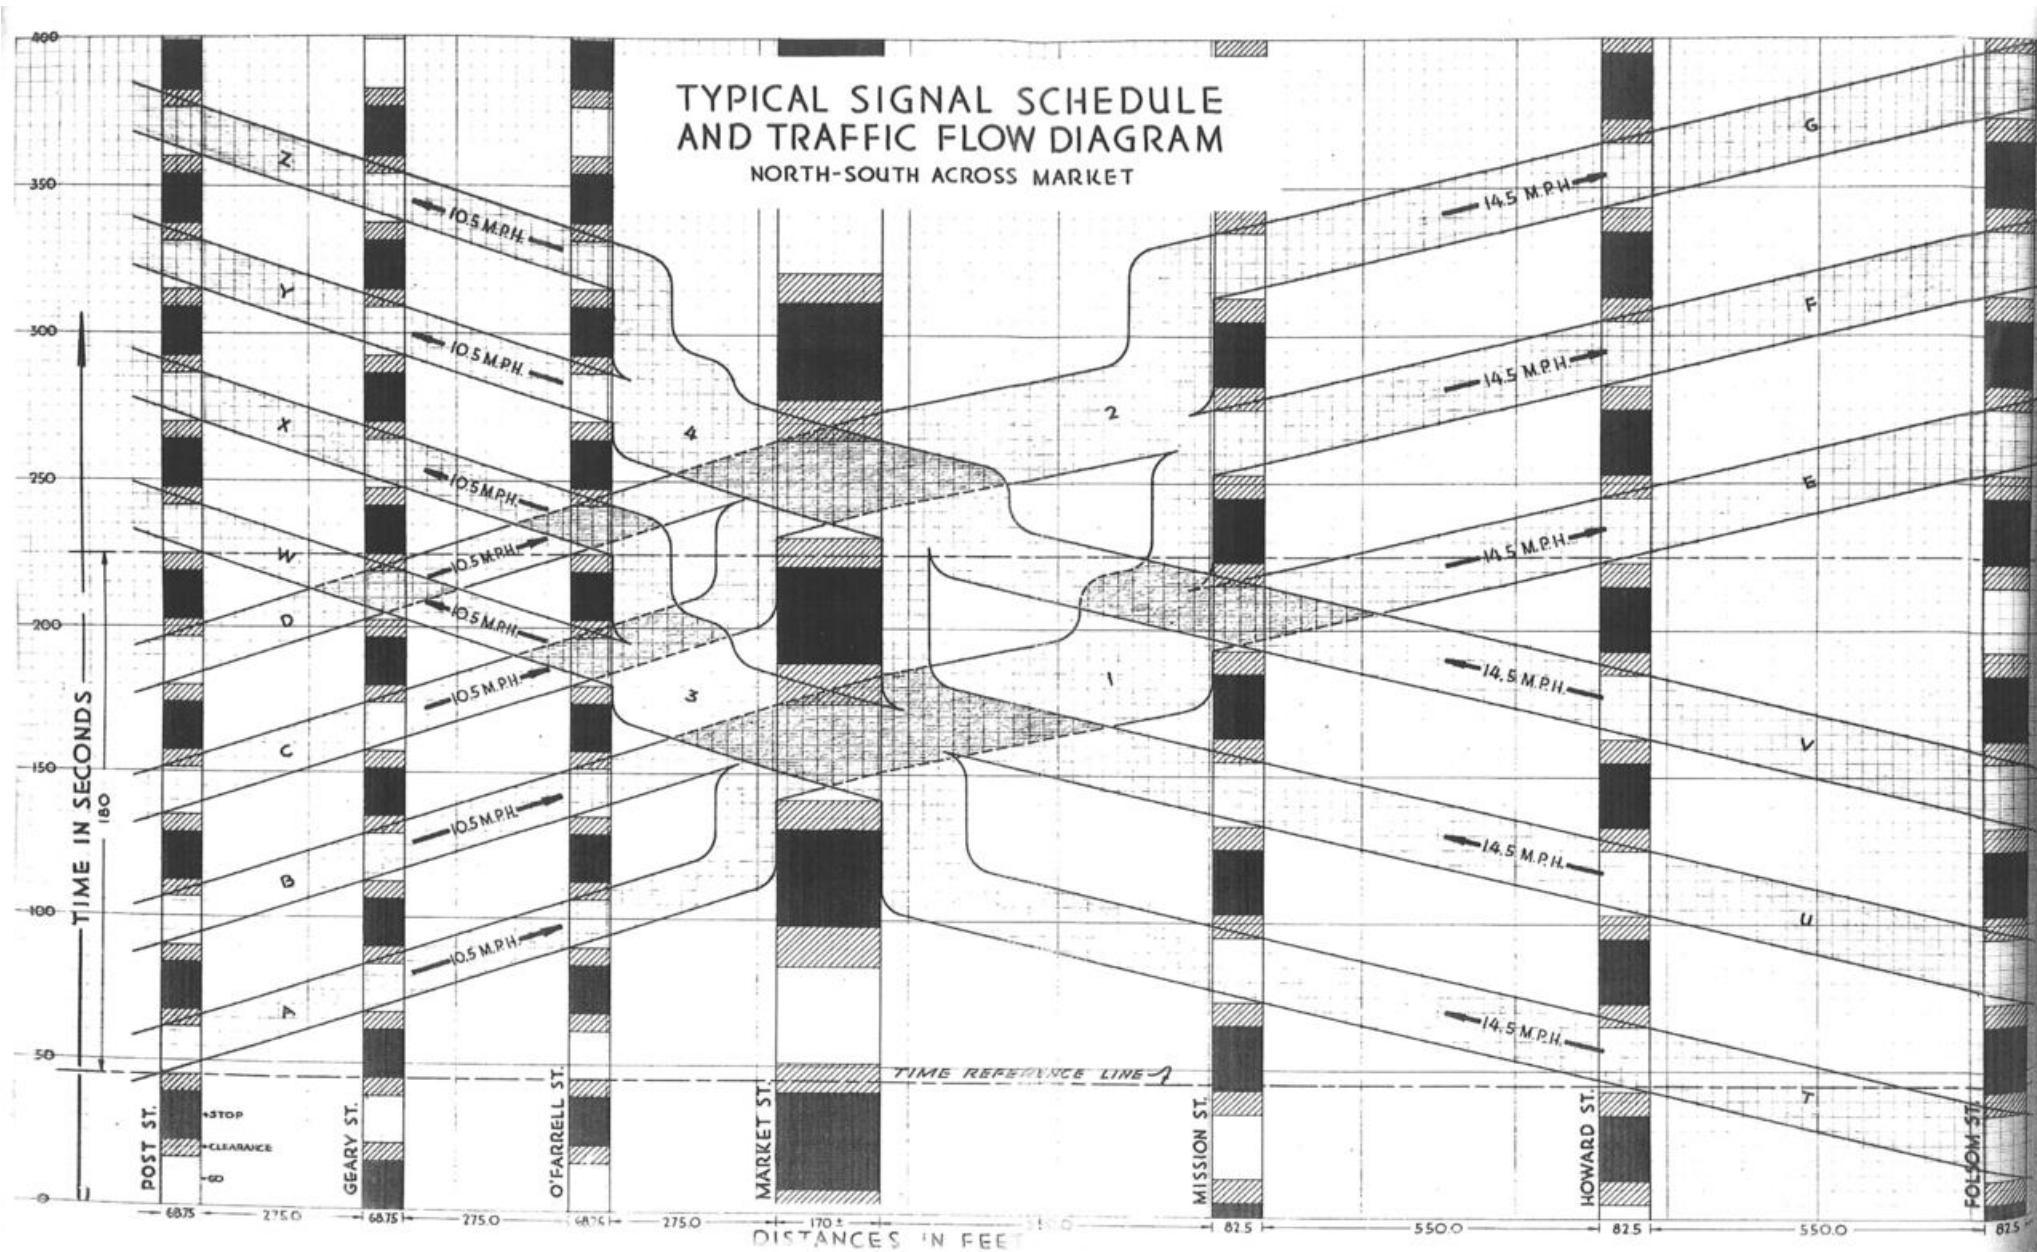 TYPICAL SIGNAL SCHEDULE
AND TRAFFIC FLOW DIAGRAM
NORTH-SOUTH ACROSS MARKET
400
350
300
250
200
150
100
50
0
TIME IN SECONDS
180
Z
Y
X
W
D
C
B
A
4
3
2
1
G
F
E
V
U
T
10.5 M.P.H.
10.5 M.P.H.
10.5 M.P.H.
10.5 M.P.H.
10.5 M.P.H.
10.5 M.P.H.
10.5 M.P.H.
10.5 M.P.H.
14.5 M.P.H.
14.5 M.P.H.
14.5 M.P.H.
14.5 M.P.H.
14.5 M.P.H.
14.5 M.P.H.
TIME REFERENCE LINE
STOP
CLEARANCE
GO
POST ST.
GEARY ST.
O'FARRELL ST.
MARKET ST.
MISSION ST.
HOWARD ST.
FOLSOM ST.
68.75 275.0 68.75 275.0 68.75 275.0 170 ± 82.5 550.0 82.5 550.0 82.5
DISTANCES IN FEET